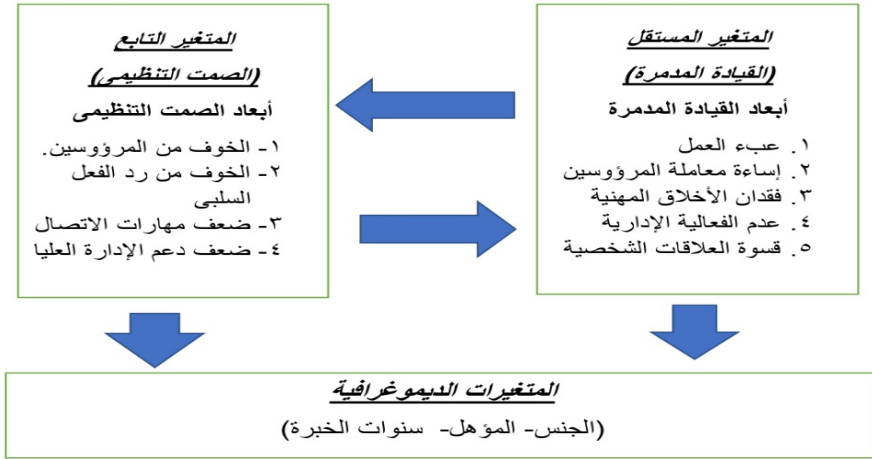 المتغير المستقل
(القيادة المدمرة)
أبعاد القيادة المدمرة
١. عبء العمل
٢. إساءة معاملة المرؤوسين
٣. فقدان الأخلاق المهنية
٤. عدم الفعالية الإدارية
٥. قسوة العلاقات الشخصية
المتغير التابع
(الصمت التنظيمى)
أبعاد الصمت التنظيمى
١- الخوف من المرؤوسين.
٢- الخوف من رد الفعل
السلبى
٣- ضعف مهارات الاتصال
٤- ضعف دعم الإدارة العليا
المتغيرات الديموغرافية
(الجنس- المؤهل- سنوات الخبرة)